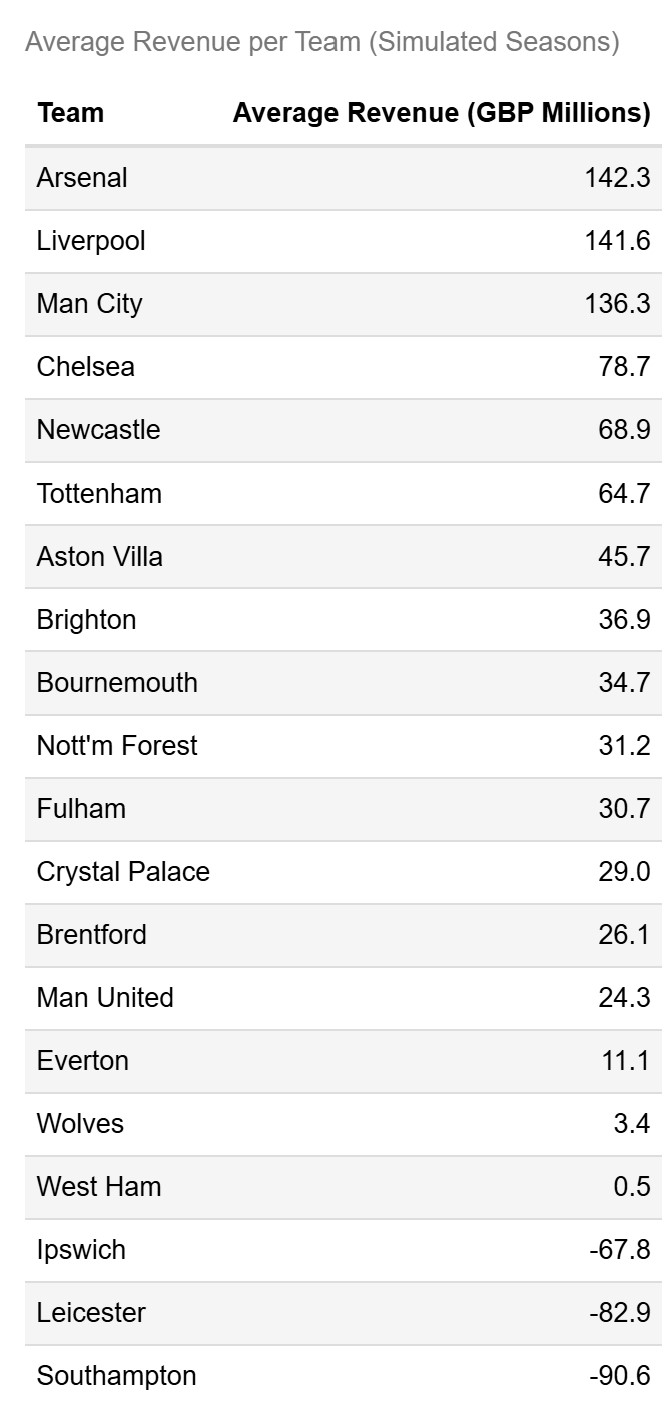 Average Revenue per Team (Simulated Seasons)
Team Average Revenue (GBP Millions)
Arsenal 142.3
Liverpool 141.6
Man City 136.3
Chelsea 78.7
Newcastle 68.9
Tottenham 64.7
Aston Villa 45.7
Brighton 36.9
Bournemouth 34.7
Nott'm Forest 31.2
Fulham 30.7
Crystal Palace 29.0
Brentford 26.1
Man United 24.3
Everton 11.1
Wolves 3.4
West Ham 0.5
Ipswich -67.8
Leicester -82.9
Southampton -90.6